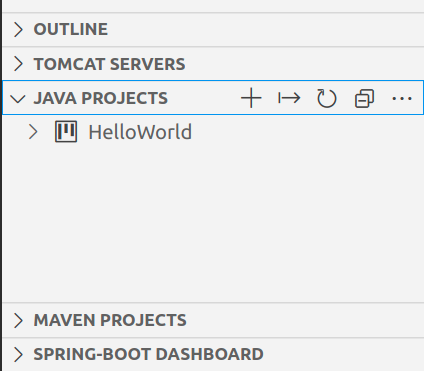 OUTLINE
TOMCAT SERVERS
JAVA PROJECTS
HelloWorld
MAVEN PROJECTS
SPRING-BOOT DASHBOARD